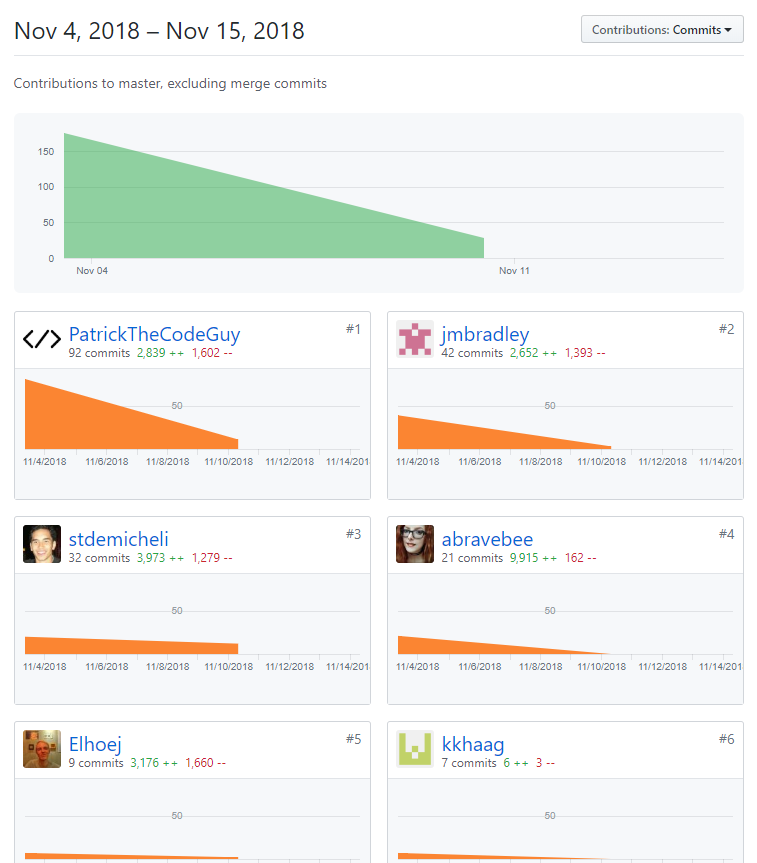 Nov 4, 2018 – Nov 15, 2018
Contributions: Commits
Contributions to master, excluding merge commits
150
100
50
0
Nov 04
Nov 11
PatrickTheCodeGuy
#1
92 commits 2,839 ++ 1,602 --
50
11/4/2018 11/6/2018 11/8/2018 11/10/2018 11/12/2018 11/14/201
jmbradley
#2
42 commits 2,652 ++ 1,393 --
50
11/4/2018 11/6/2018 11/8/2018 11/10/2018 11/12/2018 11/14/201
stdemicheli
#3
32 commits 3,973 ++ 1,279 --
50
11/4/2018 11/6/2018 11/8/2018 11/10/2018 11/12/2018 11/14/201
abravebee
#4
21 commits 9,915 ++ 162 --
50
11/4/2018 11/6/2018 11/8/2018 11/10/2018 11/12/2018 11/14/201
Elhoej
#5
9 commits 3,176 ++ 1,660 --
50
kkhaag
#6
7 commits 6 ++ 3 --
50